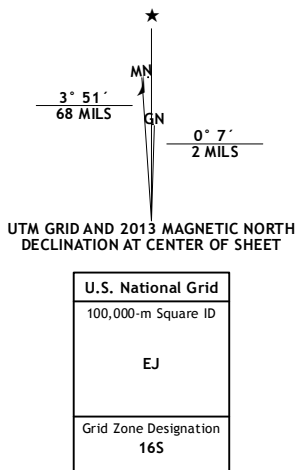 ★
MN
3° 51´
68 MILS
GN
0° 7´
2 MILS
UTM GRID AND 2013 MAGNETIC NORTH
DECLINATION AT CENTER OF SHEET
U.S. National Grid
100,000-m Square ID
EJ
Grid Zone Designation
16S